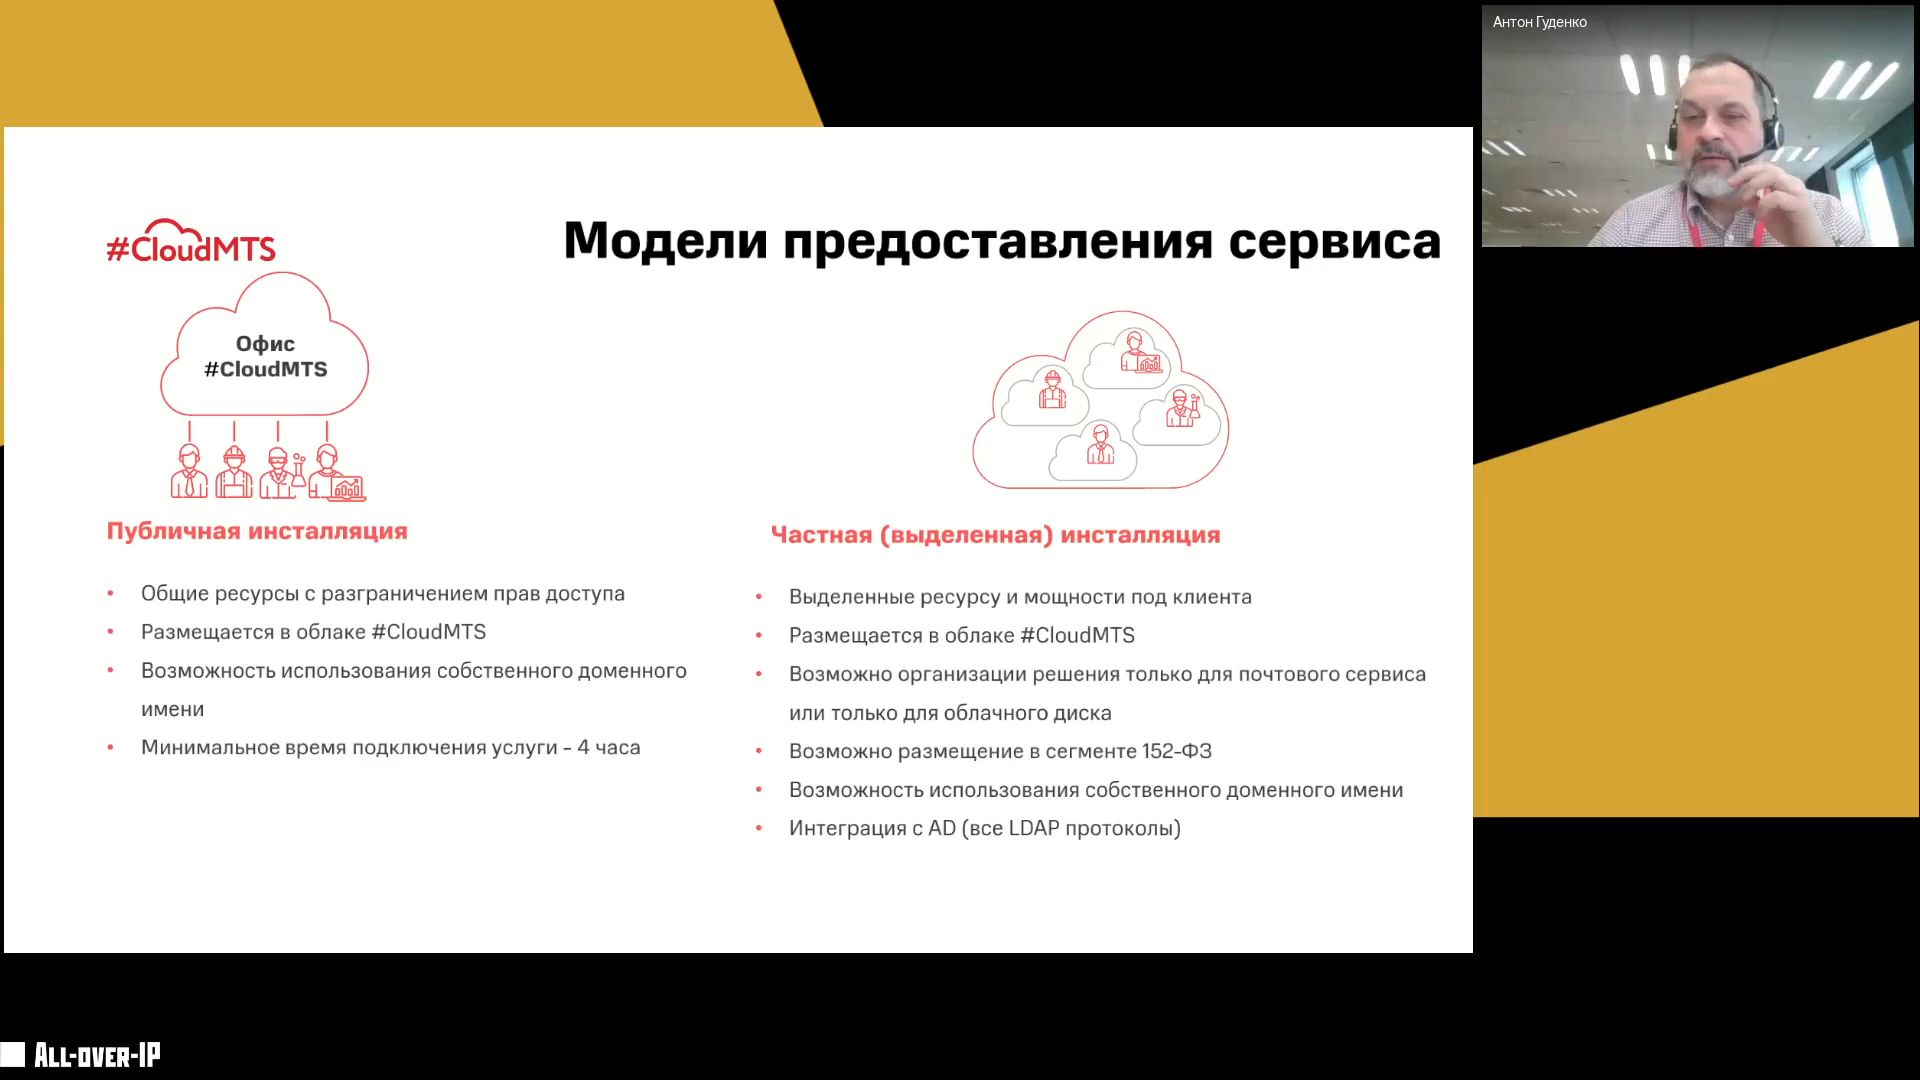 Антон Гуденко
#CloudMTS
Модели предоставления сервиса
Офис
#CloudMTS
Публичная инсталляция
• Общие ресурсы с разграничением прав доступа
• Размещается в облаке #CloudMTS
• Возможность использования собственного доменного
имени
• Минимальное время подключения услуги - 4 часа
Частная (выделенная) инсталляция
• Выделенные ресурсу и мощности под клиента
• Размещается в облаке #CloudMTS
• Возможно организации решения только для почтового сервиса
или только для облачного диска
• Возможно размещение в сегменте 152-ФЗ
• Возможность использования собственного доменного имени
• Интеграция с AD (все LDAP протоколы)
ALL-OVER-IP